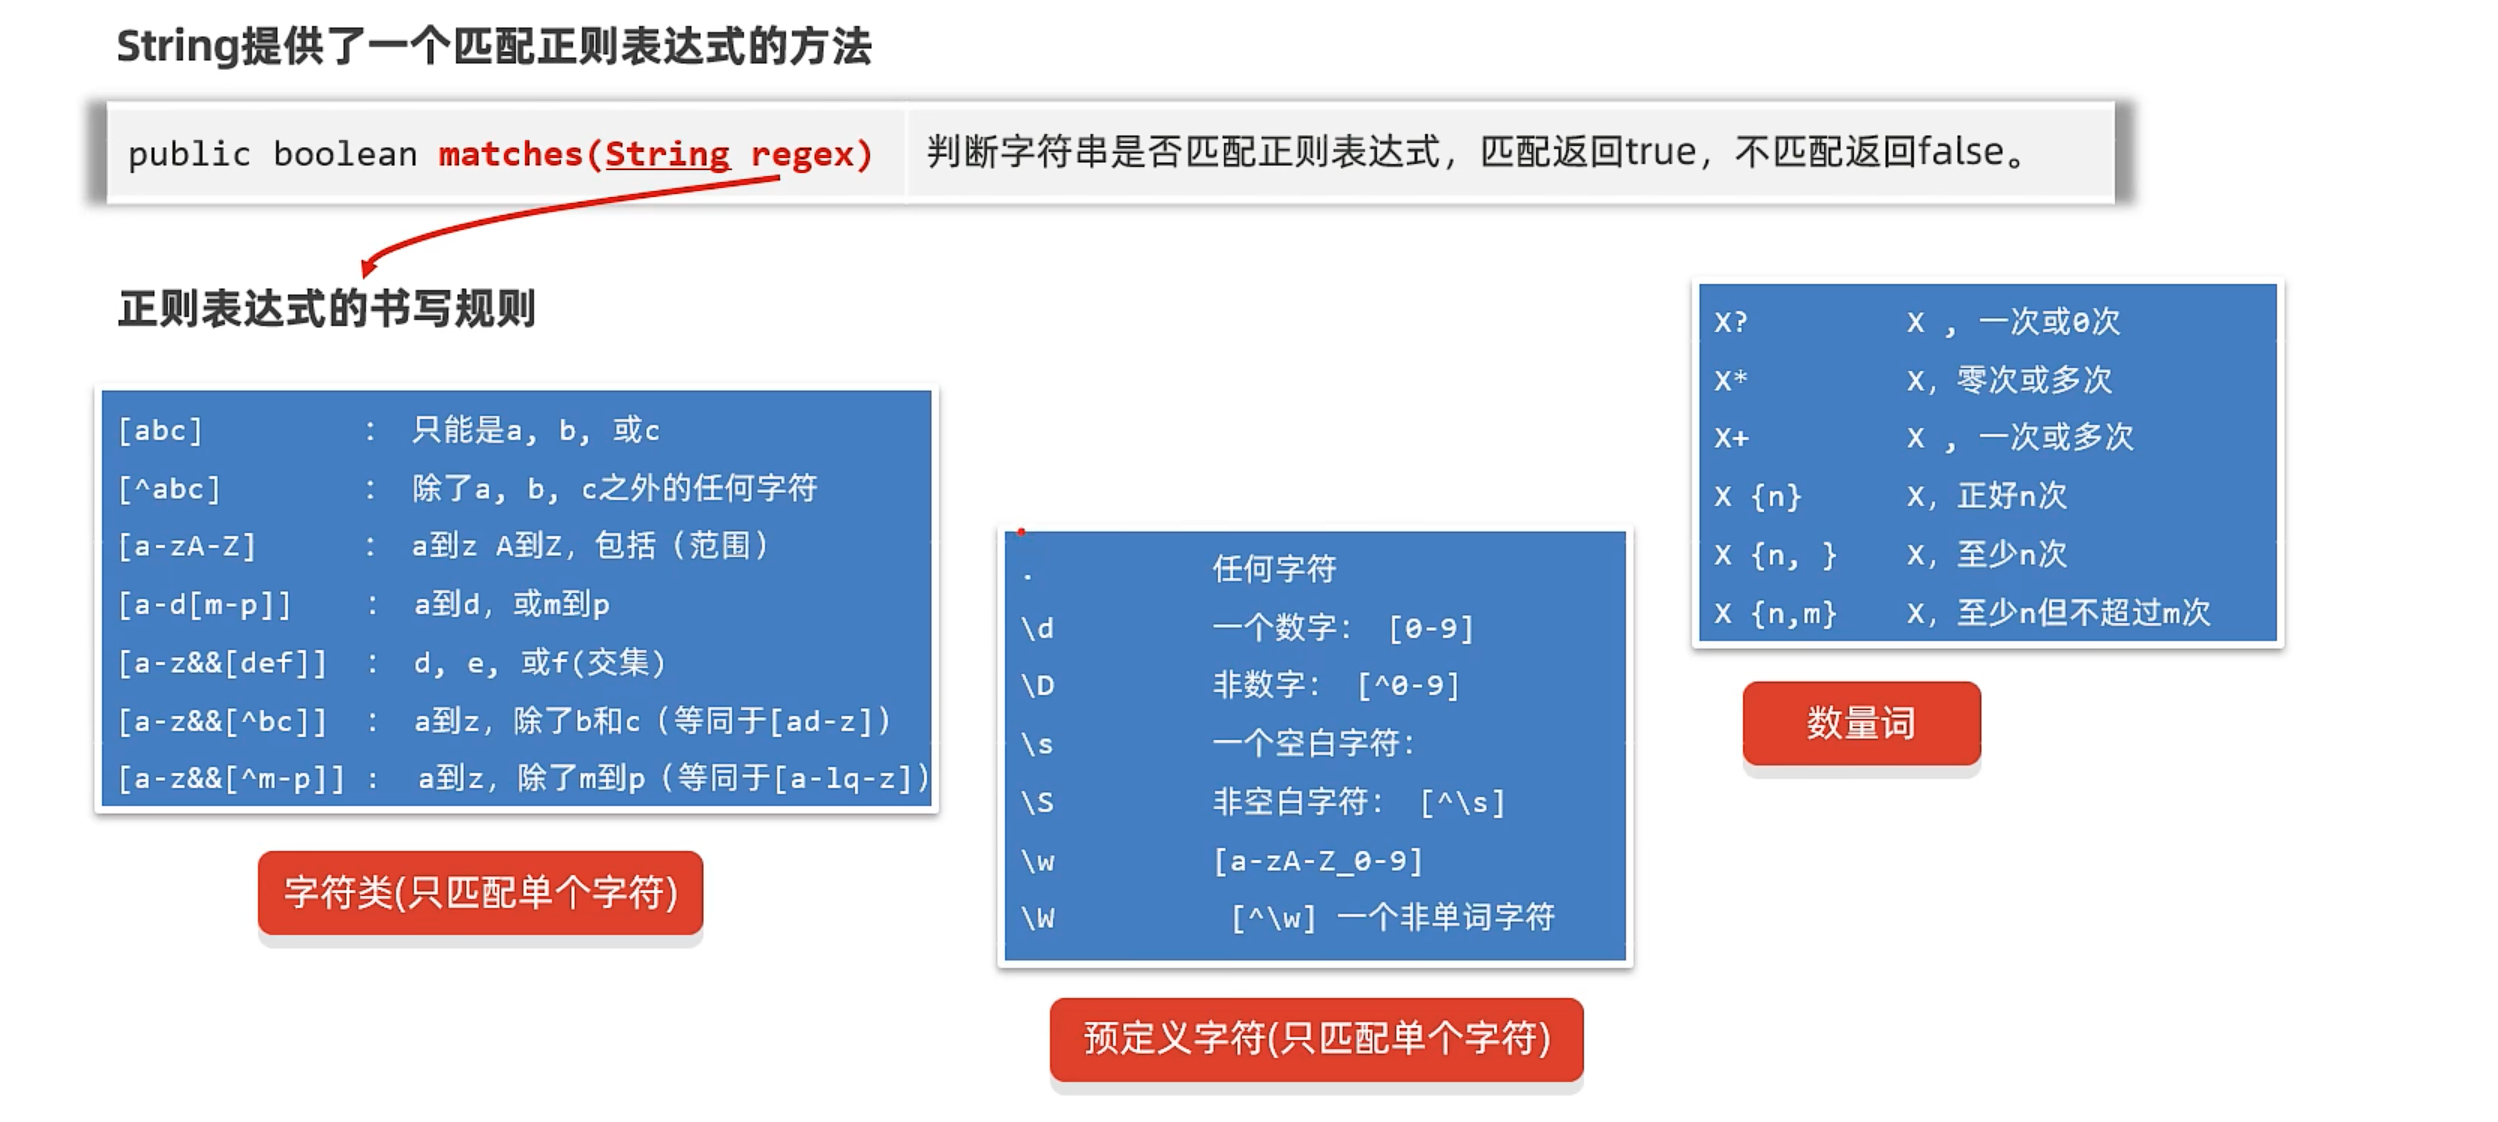 String提供了一个匹配正则表达式的方法
public boolean matches(String regex) 判断字符串是否匹配正则表达式，匹配返回true，不匹配返回false。
正则表达式的书写规则
[abc] : 只能是a, b, 或c
[^abc] : 除了a, b, c之外的任何字符
[a-zA-Z] : a到z A到Z，包括（范围）
[a-d[m-p]] : a到d，或m到p
[a-z&&[def]] : d, e, 或f(交集)
[a-z&&[^bc]] : a到z，除了b和c（等同于[ad-z]）
[a-z&&[^m-p]] : a到z，除了m到p（等同于[a-lq-z]）
字符类(只匹配单个字符)
. 任何字符
\d 一个数字： [0-9]
\D 非数字： [^0-9]
\s 一个空白字符：
\S 非空白字符： [^\s]
\w [a-zA-Z_0-9]
\W [^\w] 一个非单词字符
预定义字符(只匹配单个字符)
X? X , 一次或0次
X* X，零次或多次
X+ X , 一次或多次
X {n} X，正好n次
X {n, } X，至少n次
X {n,m} X，至少n但不超过m次
数量词